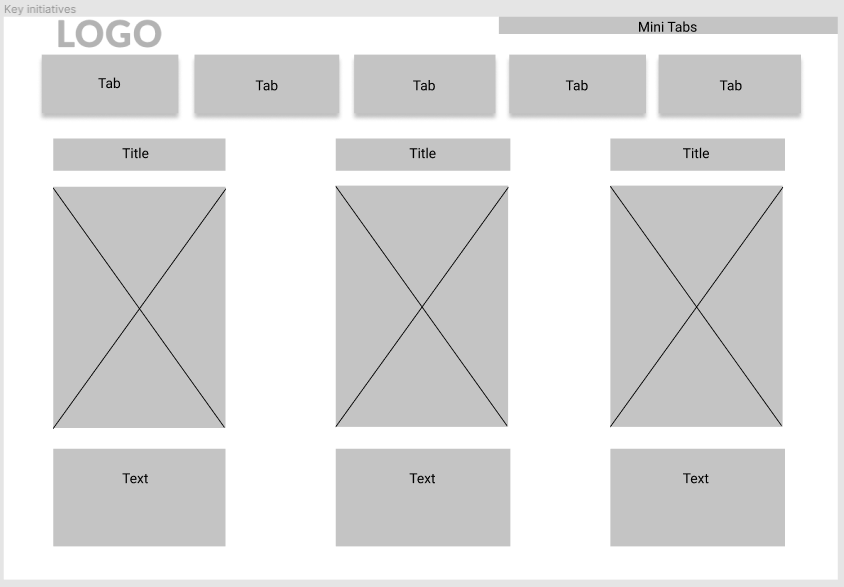 Key initiatives
LOGO
Mini Tabs
Tab
Tab
Tab
Tab
Tab
Title
Title
Title
Text
Text
Text